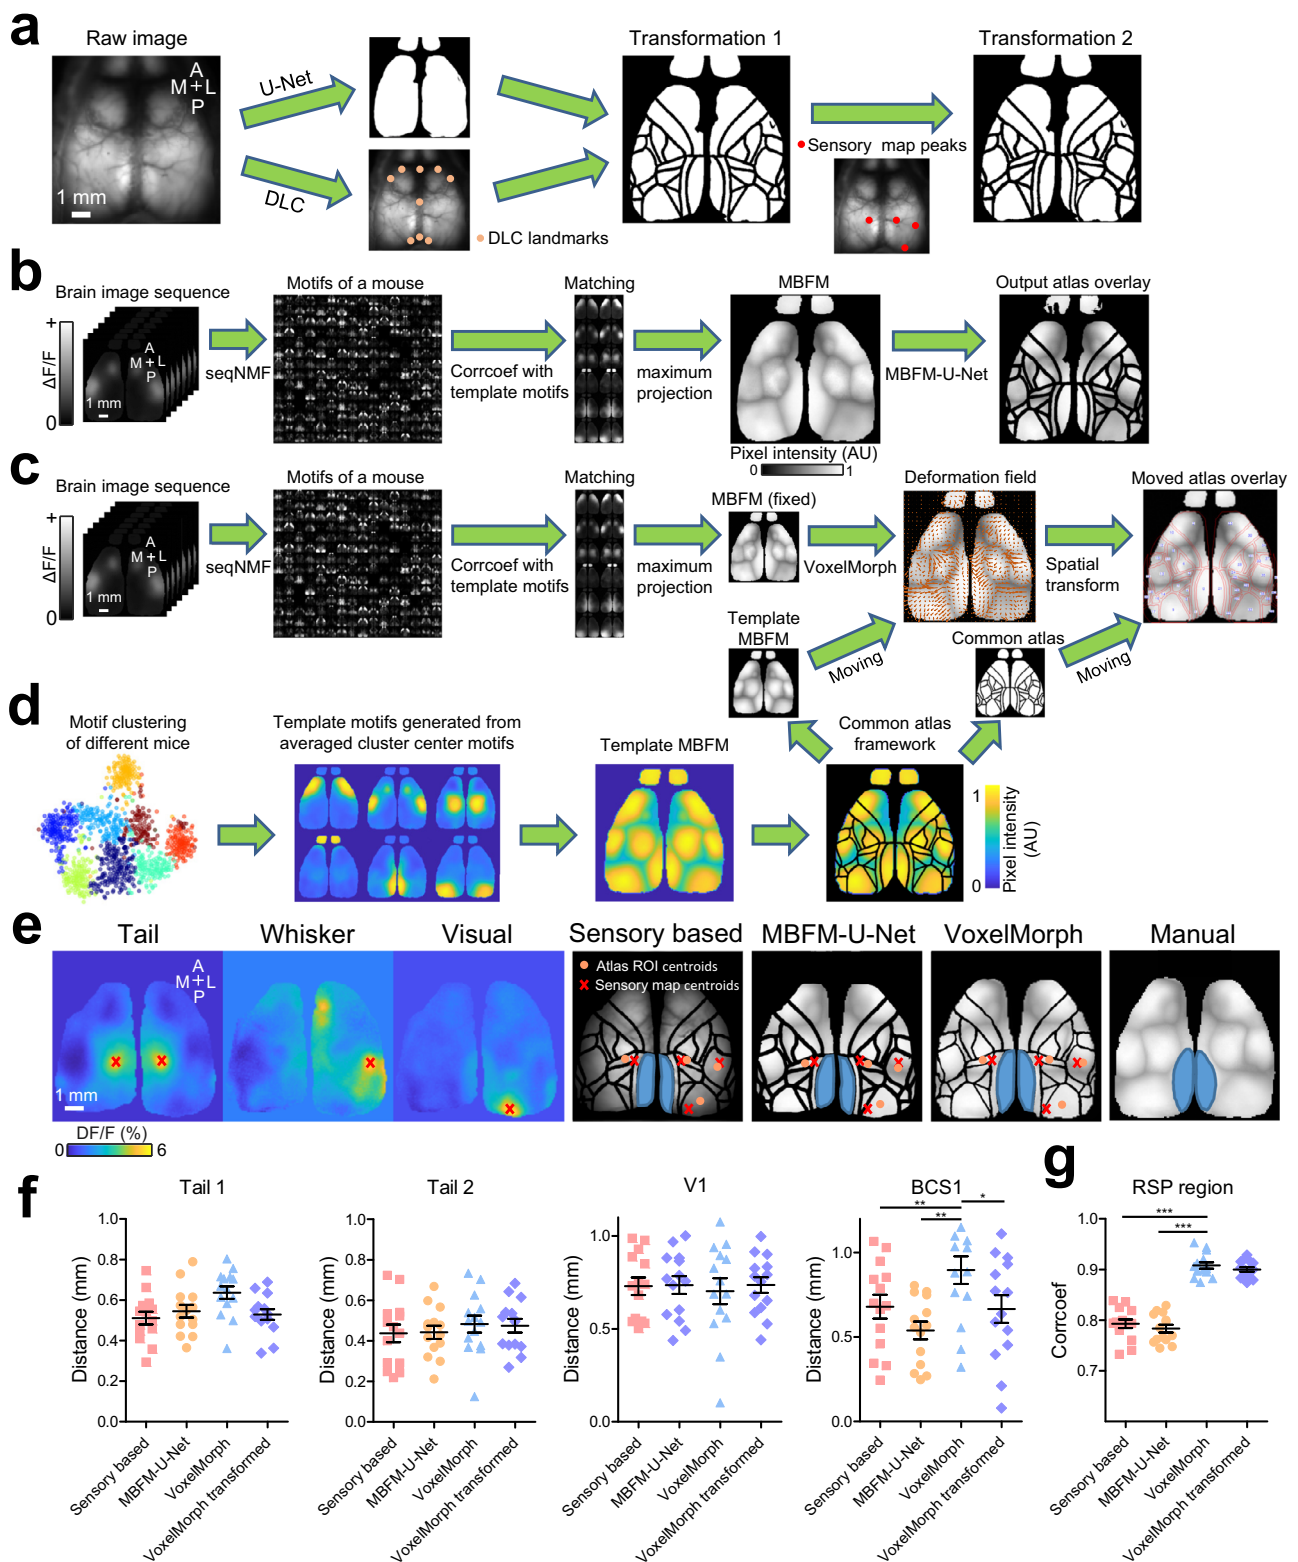 a
Raw image
A
M+L
P
1 mm
U-Net
DLC
DLC landmarks
Transformation 1
Sensory map peaks
Transformation 2
b
Brain image sequence
+
ΔF/F
0
A
M+L
P
1 mm
seqNMF
Motifs of a mouse
Corrcoef with
template motifs
Matching
maximum
projection
MBFM
Pixel intensity (AU)
0 1
MBFM-U-Net
Output atlas overlay
c
Brain image sequence
+
ΔF/F
0
A
M+L
P
1 mm
seqNMF
Motifs of a mouse
Corrcoef with
template motifs
Matching
maximum
projection
MBFM (fixed)
VoxelMorph
Template
MBFM
Moving
Deformation field
Spatial
transform
Common atlas
Moving
Moved atlas overlay
d
Motif clustering
of different mice
Template motifs generated from
averaged cluster center motifs
Template MBFM
Common atlas
framework
1
0
Pixel intensity
(AU)
e
Tail
A
M+L
P
1 mm
DF/F (%)
0 6
Whisker
Visual
Sensory based
Atlas ROI centroids
Sensory map centroids
MBFM-U-Net
VoxelMorph
Manual
f
Tail 1
Distance (mm)
1.0
0.8
0.6
0.4
0.2
0.0
Sensory based
MBFM-U-Net
VoxelMorph
VoxelMorph transformed
Tail 2
Distance (mm)
1.0
0.8
0.6
0.4
0.2
0.0
Sensory based
MBFM-U-Net
VoxelMorph
VoxelMorph transformed
V1
Distance (mm)
1.0
0.5
0.0
Sensory based
MBFM-U-Net
VoxelMorph
VoxelMorph transformed
BCS1
**
*
**
Distance (mm)
1.0
0.5
0.0
Sensory based
MBFM-U-Net
VoxelMorph
VoxelMorph transformed
g
RSP region
***
***
Corrcoef
1.0
0.9
0.8
0.7
Sensory based
MBFM-U-Net
VoxelMorph
VoxelMorph transformed